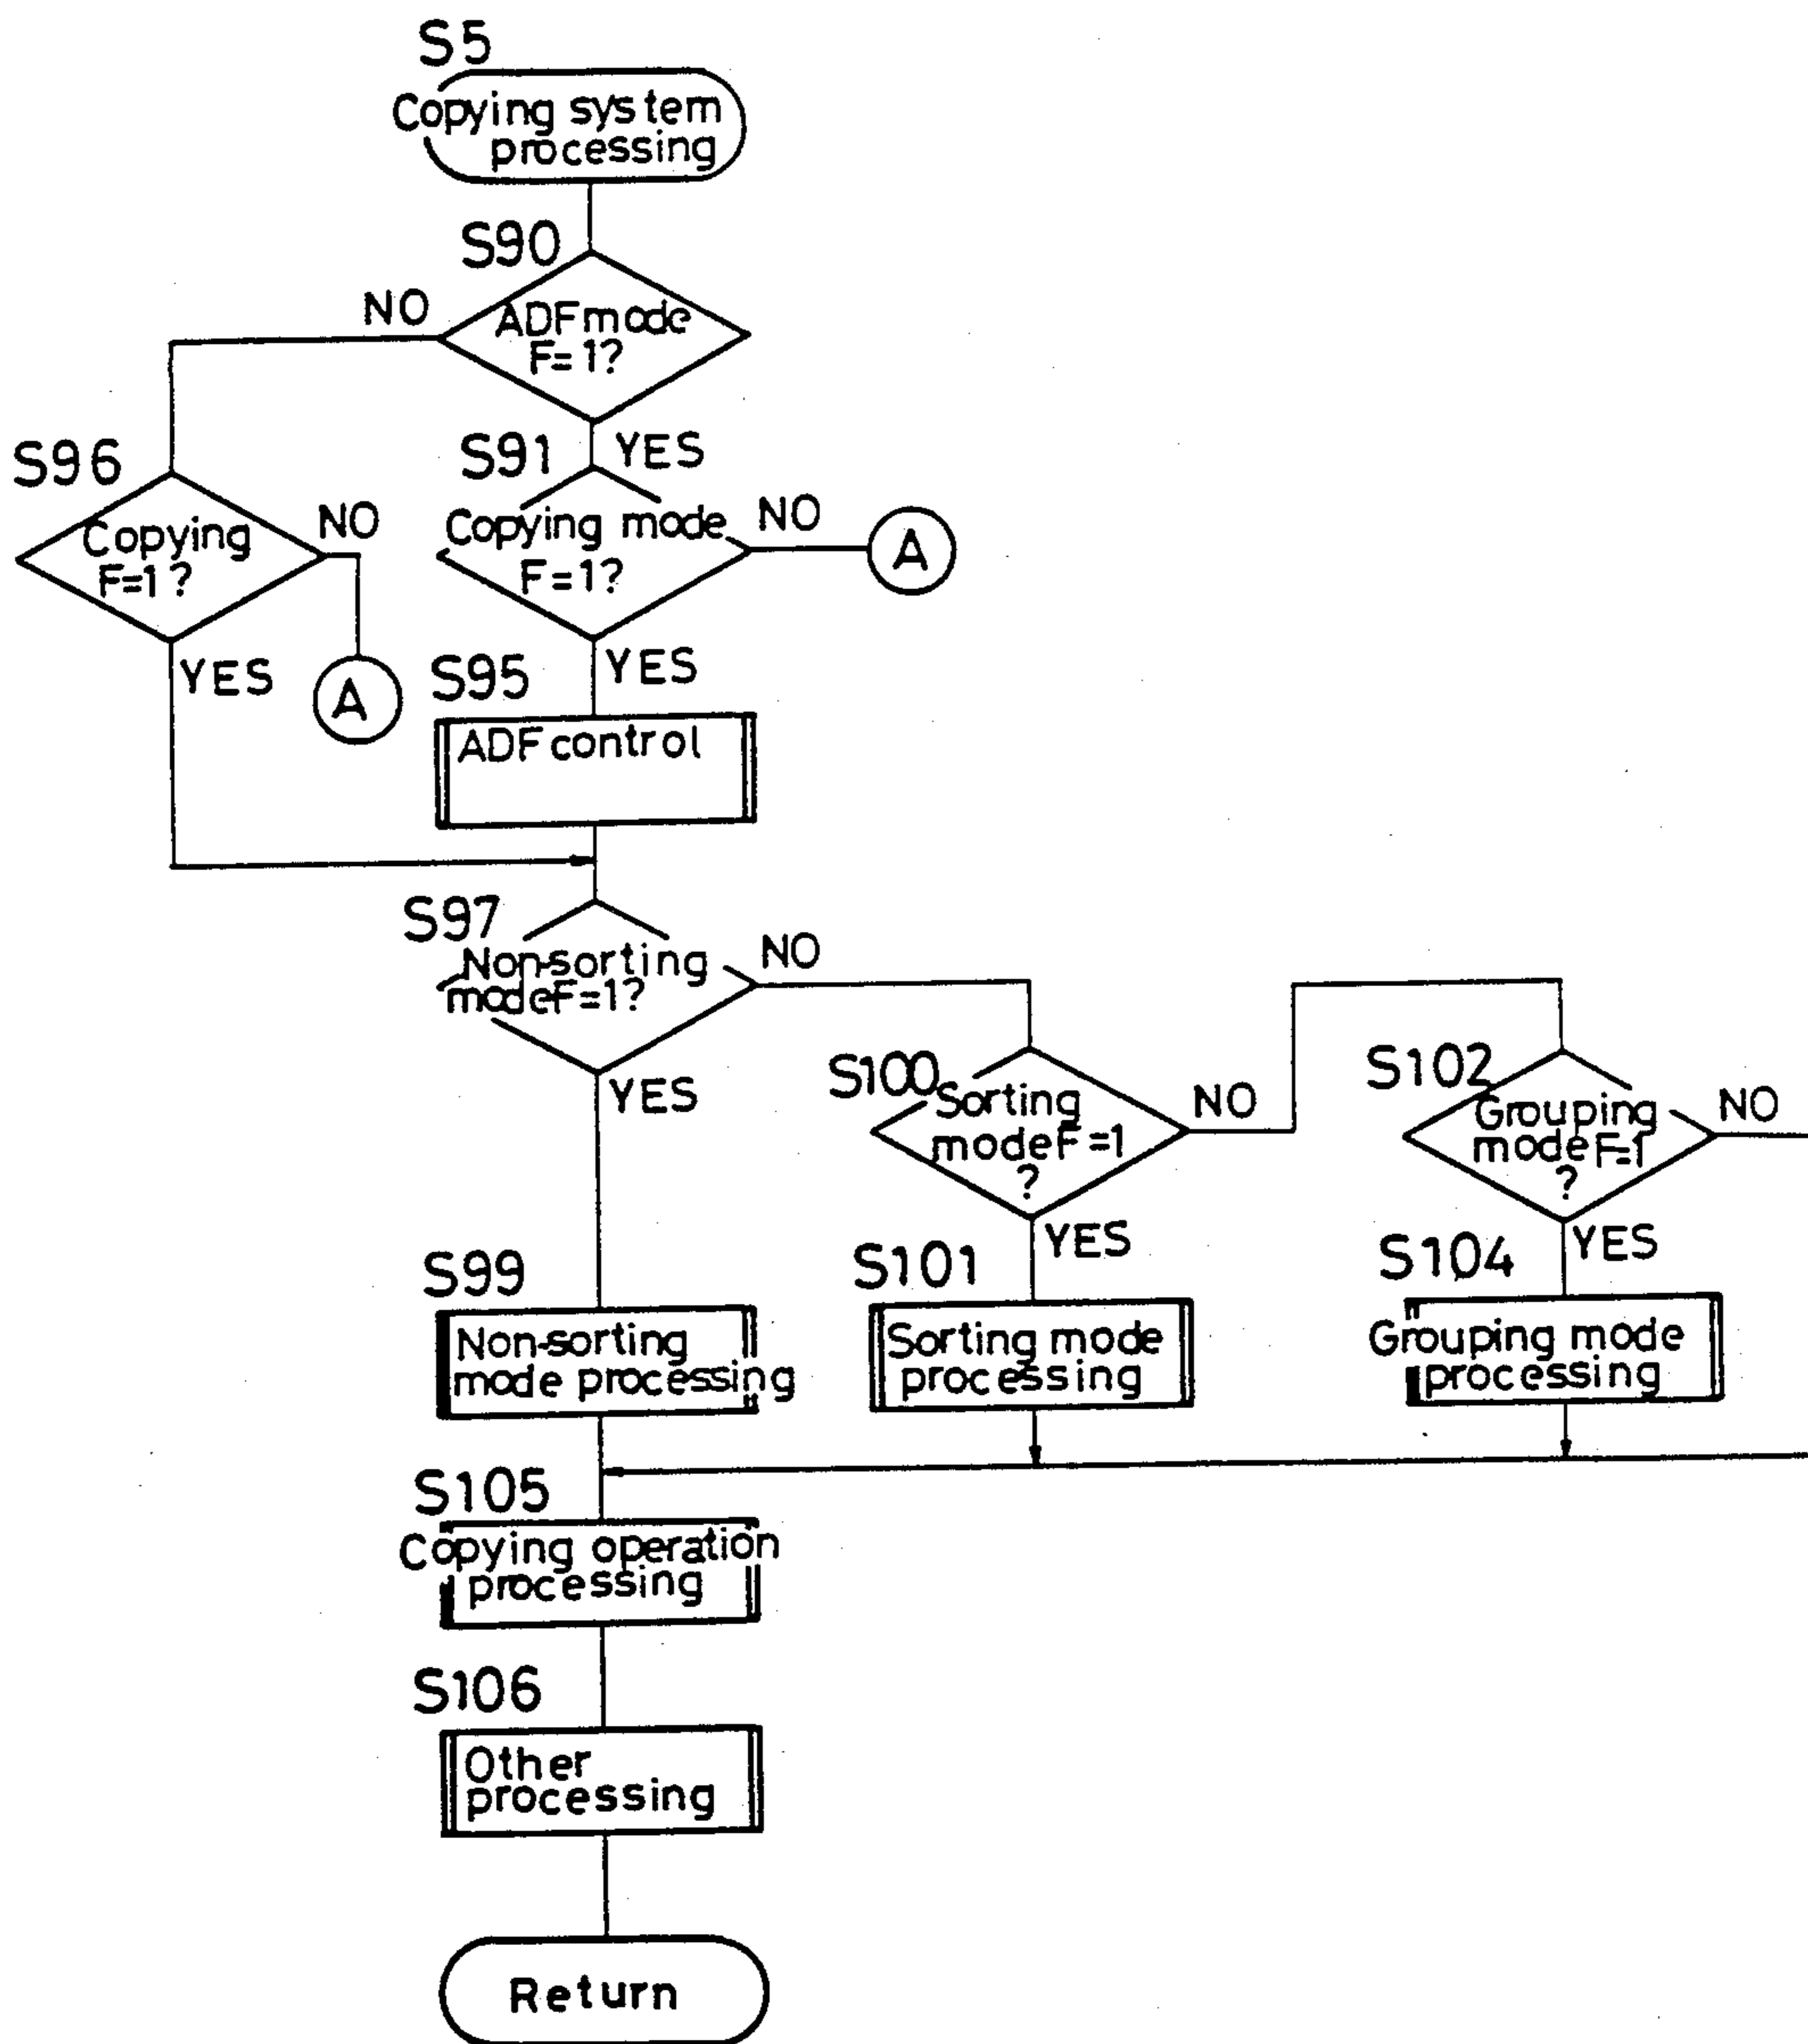 S5
Copying system
processing
S90
NO
ADF mode
F=1?
S96
S91
YES
Copying
F=1?
NO
Copying mode
F=1?
NO
A
YES
A
S95
YES
ADF control
S97
Non-sorting
mode F=1?
NO
YES
S100
Sorting
mode F=1
?
NO
S102
Grouping
mode F=1
?
NO
S99
Non-sorting
mode processing
S101
YES
Sorting mode
processing
S104
YES
Grouping mode
processing
S105
Copying operation
processing
S106
Other
processing
Return